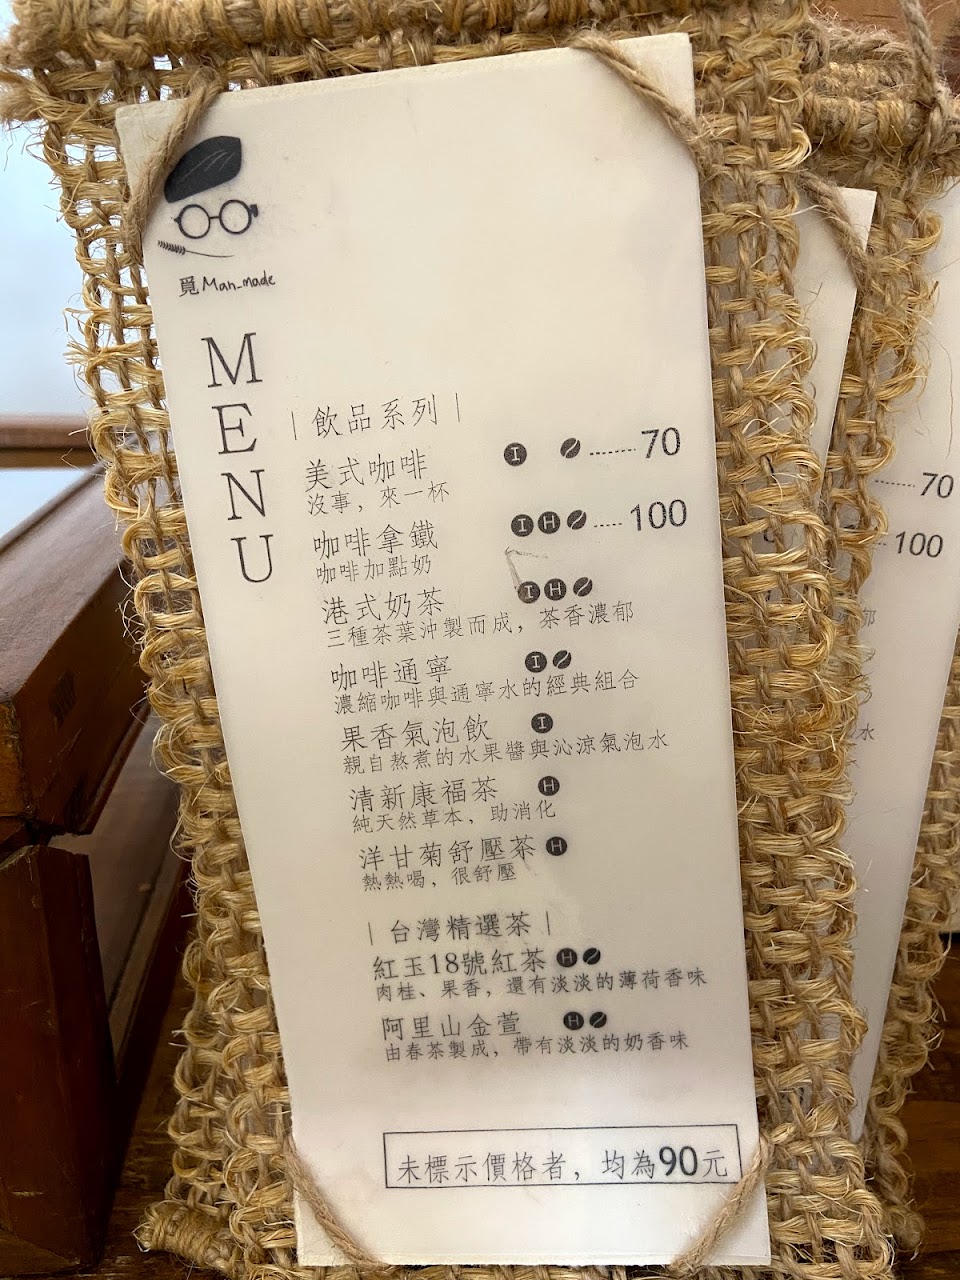 覓 Man_made
MENU
| 飲品系列 |
美式咖啡 I 70
沒事，來一杯
咖啡拿鐵 I H 100
咖啡加點奶
港式奶茶 I H
三種茶葉沖製而成，茶香濃郁
咖啡通寧 I
濃縮咖啡與通寧水的經典組合
果香氣泡飲 I
親自熬煮的水果醬與沁涼氣泡水
清新康福茶 H
純天然草本，助消化
洋甘菊舒壓茶 H
熱熱喝，很舒壓
| 台灣精選茶 |
紅玉18號紅茶 H
肉桂、果香，還有淡淡的薄荷香味
阿里山金萱 H
由春茶製成，帶有淡淡的奶香味
未標示價格者，均為90元
70
100
郁
水